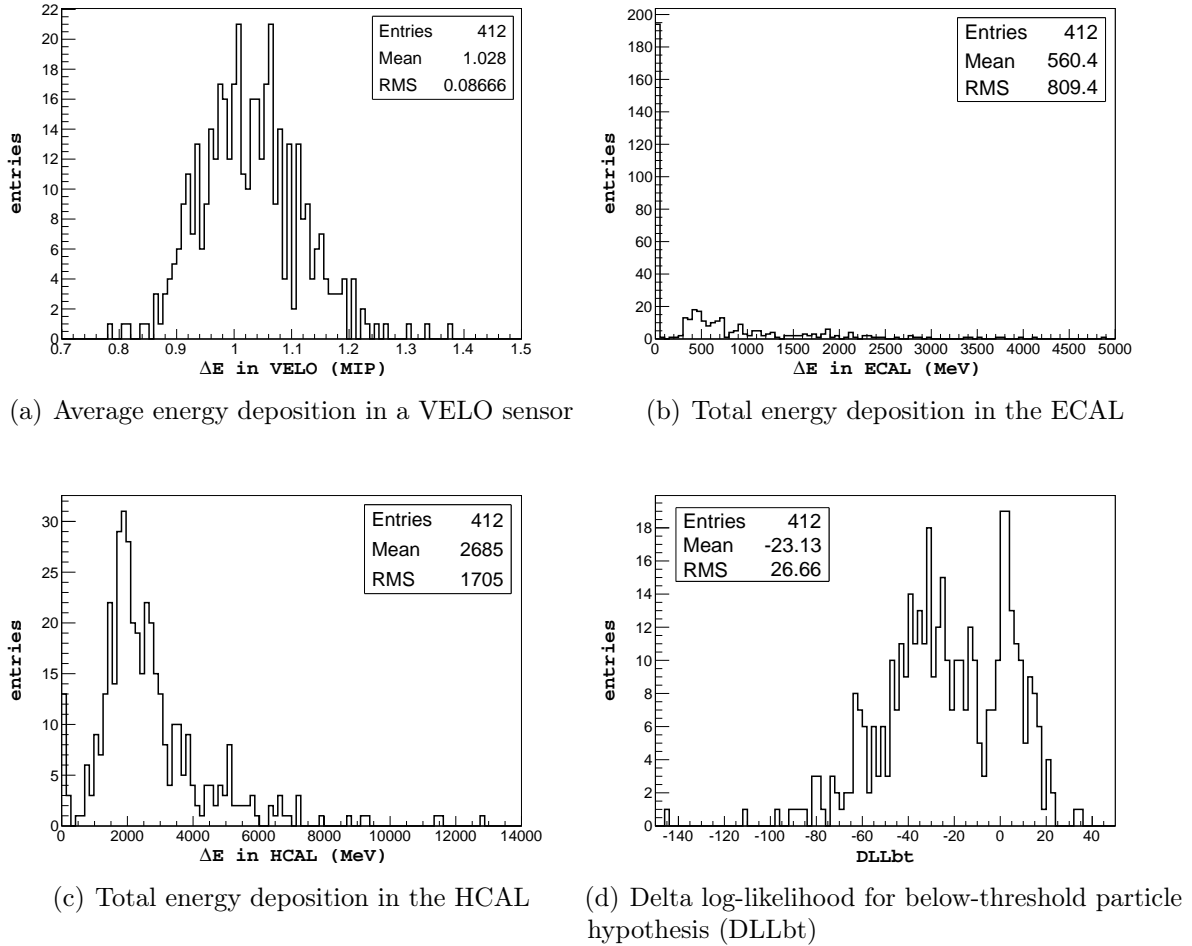 22
20
18
16
14
12
10
8
6
4
2
0
entries
Entries 412
Mean 1.028
RMS 0.08666
0.7 0.8 0.9 1 1.1 1.2 1.3 1.4 1.5
ΔE in VELO (MIP)
(a) Average energy deposition in a VELO sensor
200
180
160
140
120
100
80
60
40
20
0
entries
Entries 412
Mean 560.4
RMS 809.4
0 500 1000 1500 2000 2500 3000 3500 4000 4500 5000
ΔE in ECAL (MeV)
(b) Total energy deposition in the ECAL
30
25
20
15
10
5
0
entries
Entries 412
Mean 2685
RMS 1705
0 2000 4000 6000 8000 10000 12000 14000
ΔE in HCAL (MeV)
(c) Total energy deposition in the HCAL
18
16
14
12
10
8
6
4
2
0
entries
Entries 412
Mean -23.13
RMS 26.66
-140 -120 -100 -80 -60 -40 -20 0 20 40
DLLbt
(d) Delta log-likelihood for below-threshold particle
hypothesis (DLLbt)